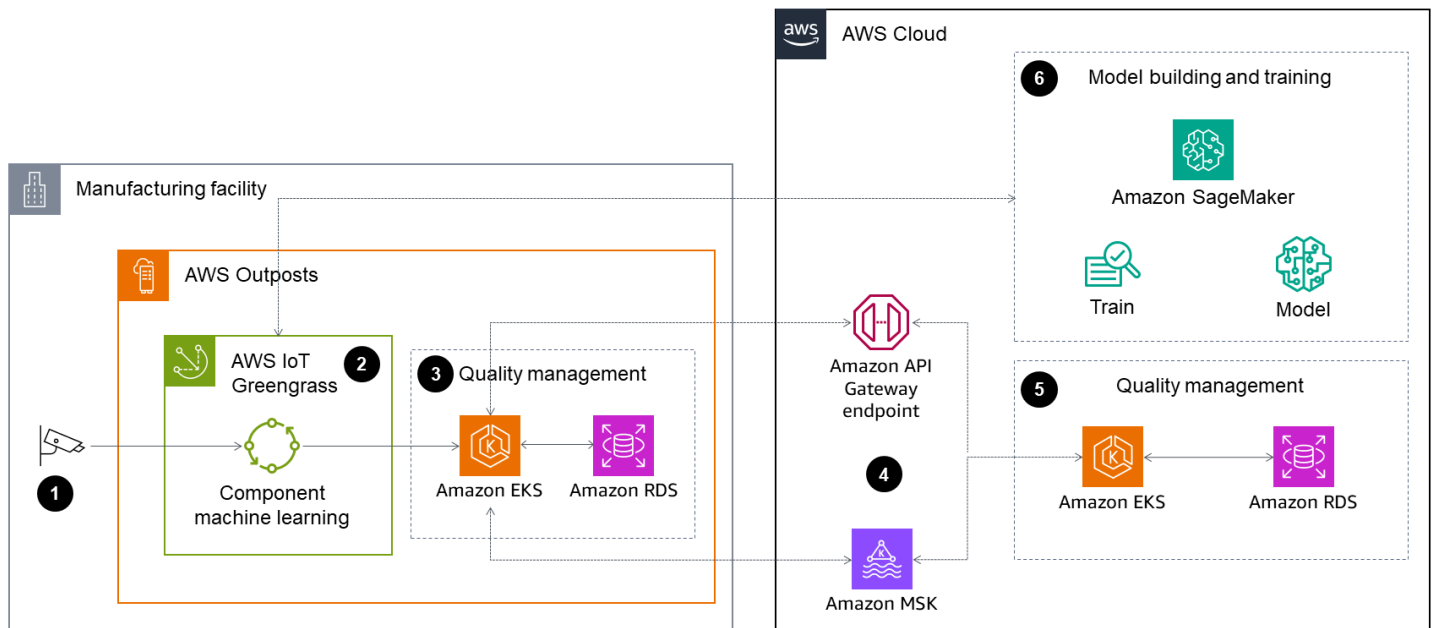 aws
AWS Cloud
6
Model building and training
Amazon SageMaker
Train
Model
Manufacturing facility
AWS Outposts
AWS IoT
Greengrass
2
Component
machine learning
1
3
Quality management
K
Amazon EKS
Amazon RDS
Amazon API
Gateway
endpoint
4
K
Amazon MSK
5
Quality management
K
Amazon EKS
Amazon RDS